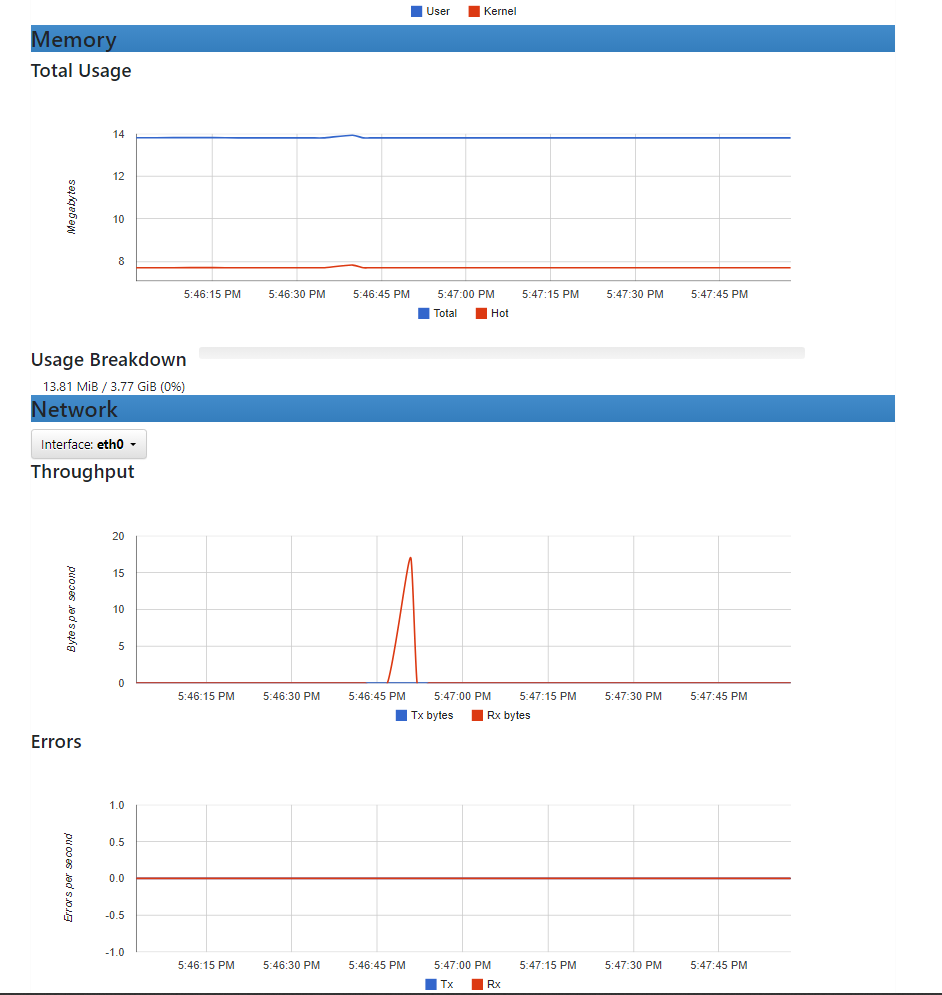 User Kernel
Memory
Total Usage
14
12
10
8
Megabytes
5:46:15 PM 5:46:30 PM 5:46:45 PM 5:47:00 PM 5:47:15 PM 5:47:30 PM 5:47:45 PM
Total Hot
Usage Breakdown
13.81 MiB / 3.77 GiB (0%)
Network
Interface: eth0
Throughput
20
15
10
5
0
Bytes per second
5:46:15 PM 5:46:30 PM 5:46:45 PM 5:47:00 PM 5:47:15 PM 5:47:30 PM 5:47:45 PM
Tx bytes Rx bytes
Errors
1.0
0.5
0.0
-0.5
-1.0
Errors per second
5:46:15 PM 5:46:30 PM 5:46:45 PM 5:47:00 PM 5:47:15 PM 5:47:30 PM 5:47:45 PM
Tx Rx